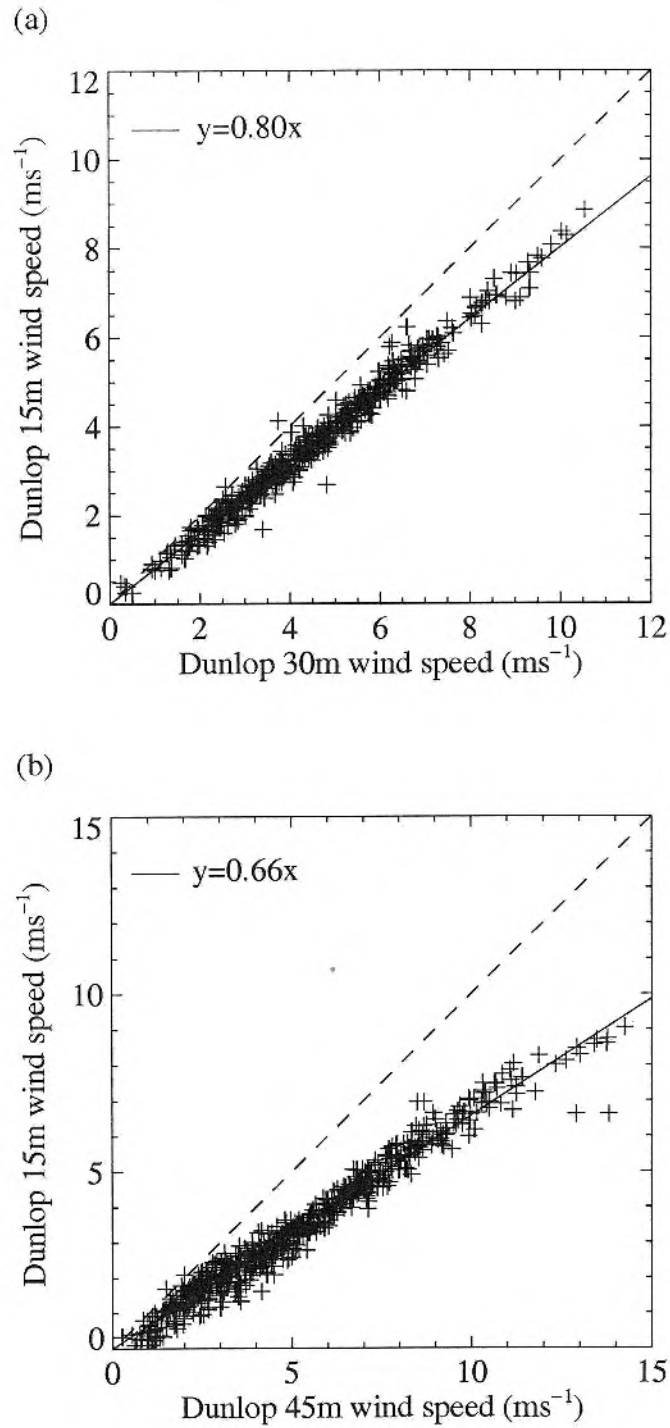 (a)
12
10
8
6
4
2
0
Dunlop 15m wind speed (ms⁻¹)
y=0.80x
0 2 4 6 8 10 12
Dunlop 30m wind speed (ms⁻¹)
(b)
15
10
5
0
Dunlop 15m wind speed (ms⁻¹)
y=0.66x
0 5 10 15
Dunlop 45m wind speed (ms⁻¹)